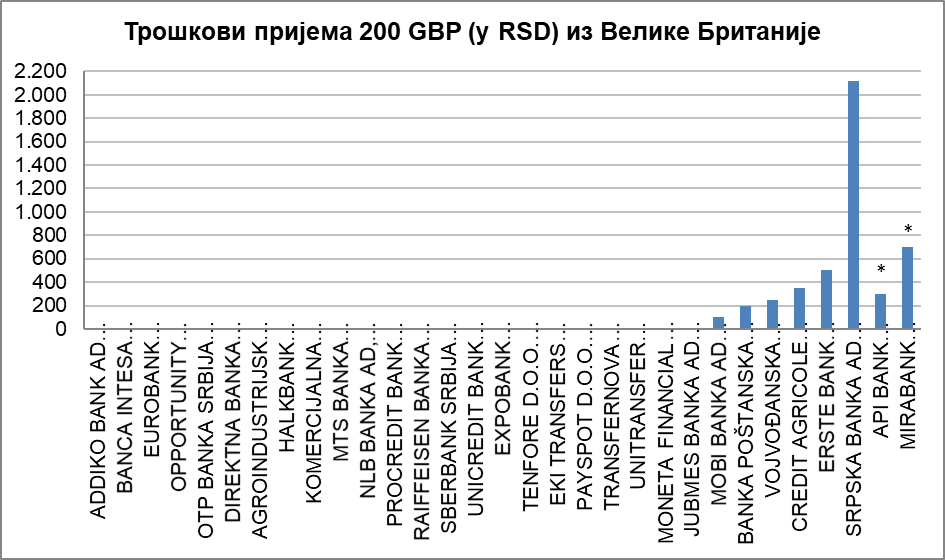 Трошкови пријема 200 GBP (у RSD) из Велике Британије
2.200
2.000
1.800
1.600
1.400
1.200
1.000
800
600
400
200
0
*
*
ADDIKO BANK AD…
BANCA INTESA…
EUROBANK…
OPPORTUNITY…
OTP BANKA SRBIJA…
DIREKTNA BANKA…
AGROINDUSTRIJSK…
HALKBANK…
KOMERCIJALNA…
MTS BANKA…
NLB BANKA AD,…
PROCREDIT BANK…
RAIFFEISEN BANKA…
SBERBANK SRBIJA…
UNICREDIT BANK…
EXPOBANK…
TENFORE D.O.O.…
EKI TRANSFERS…
PAYSPOT D.O.O.…
TRANSFERNOVA…
UNITRANSFER…
MONETA FINANCIAL…
JUBMES BANKA AD…
MOBI BANKA AD…
BANKA POŠTANSKA…
VOJVOĐANSKA…
CREDIT AGRICOLE…
ERSTE BANK…
SRPSKA BANKA AD…
API BANK…
MIRABANK…